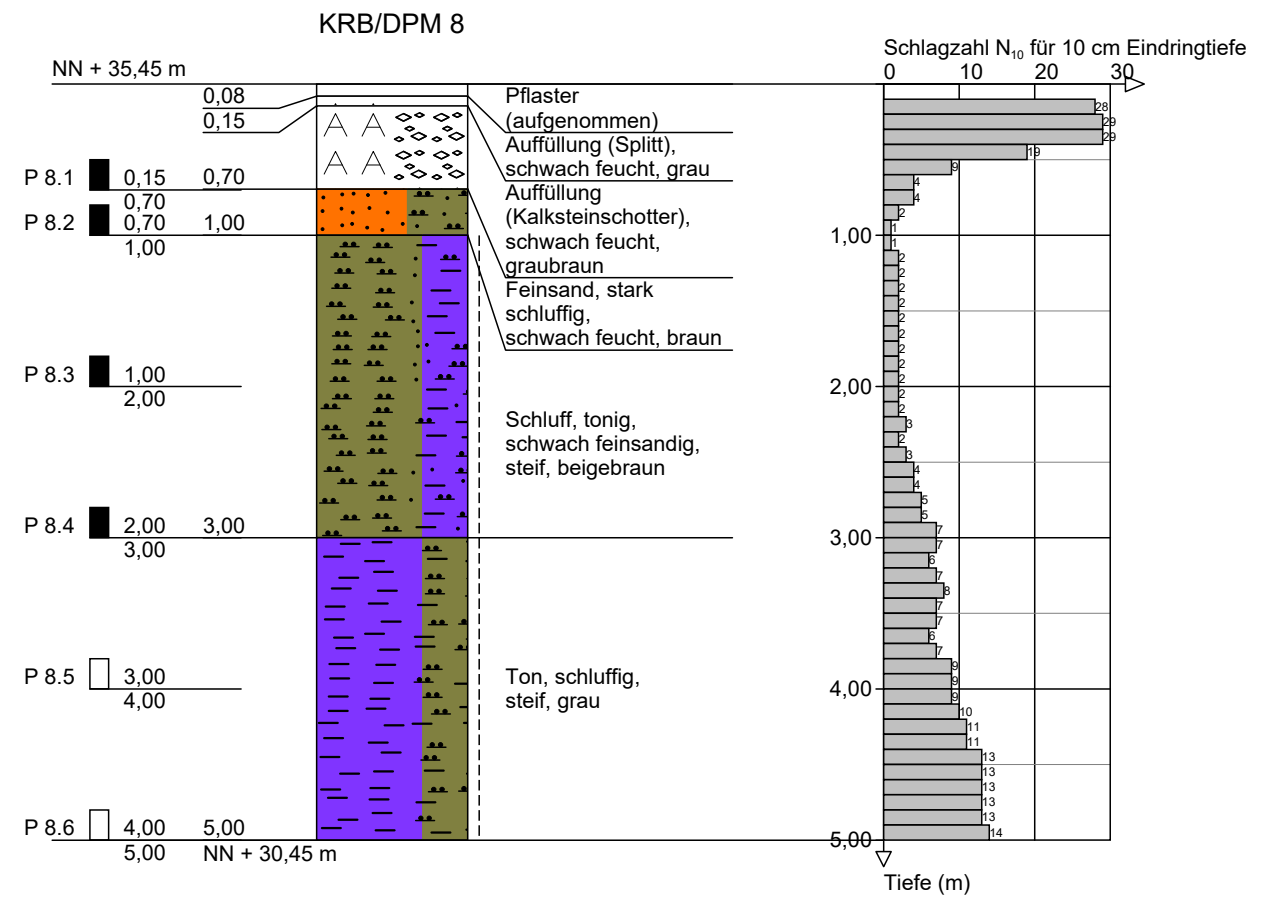 KRB/DPM 8
NN + 35,45 m
0,08
0,15
Pflaster
(aufgenommen)
Auffüllung (Splitt),
schwach feucht, grau
Auffüllung
(Kalksteinschotter),
schwach feucht,
graubraun
Feinsand, stark
schluffig,
schwach feucht, braun
Schluff, tonig,
schwach feinsandig,
steif, beigebraun
Ton, schluffig,
steif, grau
A A
A A
P 8.1 0,15 0,70
0,70
P 8.2 0,70 1,00
1,00
P 8.3 1,00
2,00
P 8.4 2,00 3,00
3,00
P 8.5 3,00
4,00
P 8.6 4,00 5,00
5,00 NN + 30,45 m
Schlagzahl N₁₀ für 10 cm Eindringtiefe
0 10 20 30
28
29
29
19
9
4
4
2
1
1,00
1
2
2
2
2
2
2
2
2
2
2,00
2
2
3
2
3
4
4
5
5
7
3,00
7
6
7
8
7
7
6
7
9
9
4,00
9
10
11
11
13
13
13
13
13
14
5,00
Tiefe (m)